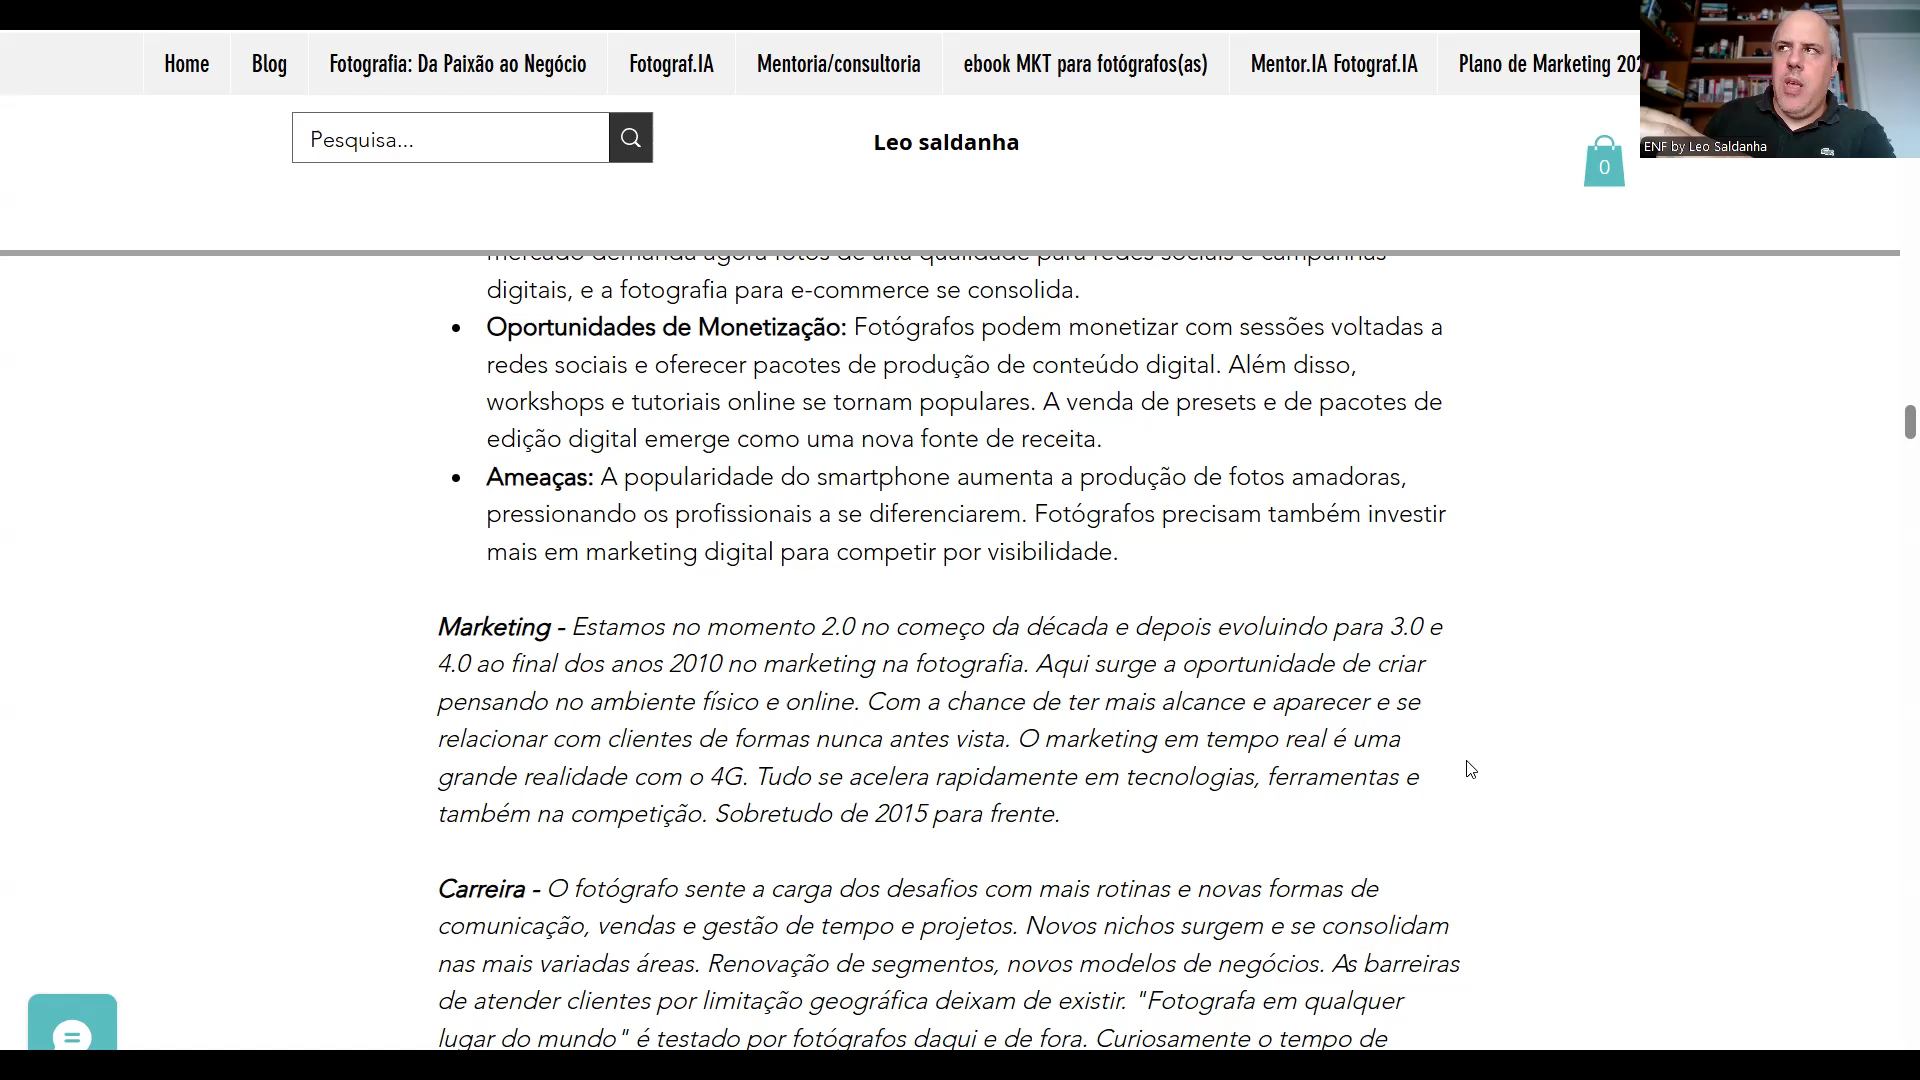 Home
Blog
Fotografia: Da Paixão ao Negócio
Fotograf.IA
Mentoria/consultoria
ebook MKT para fotógrafos(as)
Mentor.IA Fotograf.IA
Plano de Marketing 202
ENF by Leo Saldanha
Pesquisa...
Leo saldanha
0
mercado demanda agora fotos de alta qualidade para redes sociais e campanhas
digitais, e a fotografia para e-commerce se consolida.
• Oportunidades de Monetização: Fotógrafos podem monetizar com sessões voltadas a
redes sociais e oferecer pacotes de produção de conteúdo digital. Além disso,
workshops e tutoriais online se tornam populares. A venda de presets e de pacotes de
edição digital emerge como uma nova fonte de receita.
• Ameaças: A popularidade do smartphone aumenta a produção de fotos amadoras,
pressionando os profissionais a se diferenciarem. Fotógrafos precisam também investir
mais em marketing digital para competir por visibilidade.
Marketing - Estamos no momento 2.0 no começo da década e depois evoluindo para 3.0 e
4.0 ao final dos anos 2010 no marketing na fotografia. Aqui surge a oportunidade de criar
pensando no ambiente físico e online. Com a chance de ter mais alcance e aparecer e se
relacionar com clientes de formas nunca antes vista. O marketing em tempo real é uma
grande realidade com o 4G. Tudo se acelera rapidamente em tecnologias, ferramentas e
também na competição. Sobretudo de 2015 para frente.
Carreira - O fotógrafo sente a carga dos desafios com mais rotinas e novas formas de
comunicação, vendas e gestão de tempo e projetos. Novos nichos surgem e se consolidam
nas mais variadas áreas. Renovação de segmentos, novos modelos de negócios. As barreiras
de atender clientes por limitação geográfica deixam de existir. "Fotografa em qualquer
lugar do mundo" é testado por fotógrafos daqui e de fora. Curiosamente o tempo de